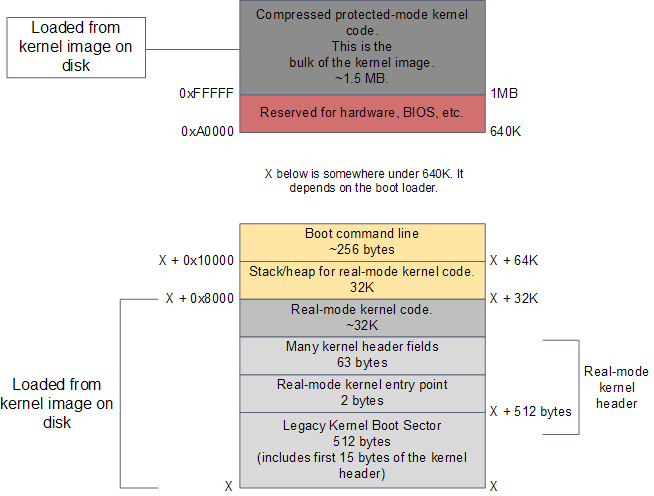 Compressed protected-mode kernel
code.
This is the
bulk of the kernel image.
~1.5 MB.
Loaded from
kernel image on
disk
0xFFFFF
1MB
Reserved for hardware, BIOS, etc.
0xA0000
640K
X below is somewhere under 640K. It
depends on the boot loader.
Boot command line
~256 bytes
X + 0x10000
X + 64K
Stack/heap for real-mode kernel code.
32K
X + 0x8000
X + 32K
Real-mode kernel code.
~32K
Many kernel header fields
63 bytes
Real-mode kernel entry point
2 bytes
Real-mode
kernel
header
Loaded from
kernel image on
disk
X + 512 bytes
Legacy Kernel Boot Sector
512 bytes
(includes first 15 bytes of the kernel
header)
X
X